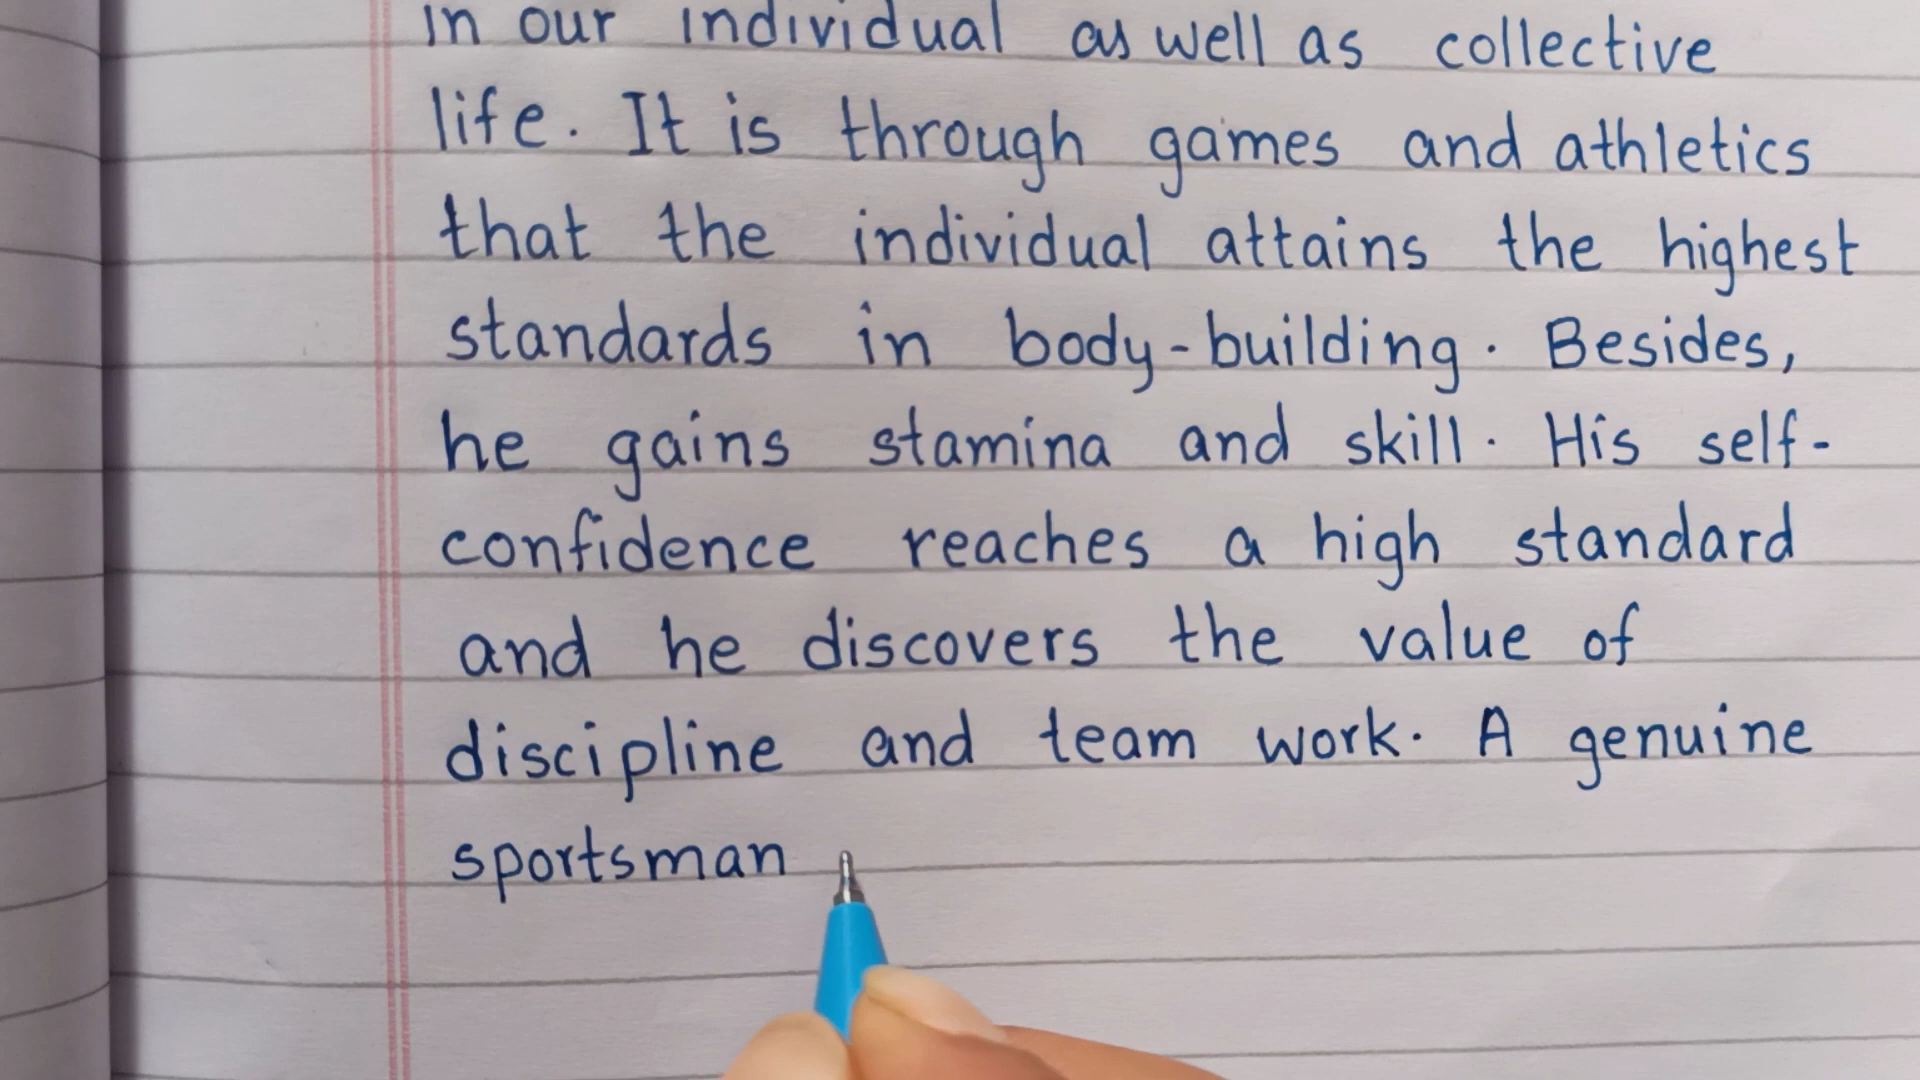 in our individual as well as collective
life. It is through games and athletics
that the individual attains the highest
standards in body-building. Besides,
he gains stamina and skill. His self-
confidence reaches a high standard
and he discovers the value of
discipline and team work. A genuine
sportsman